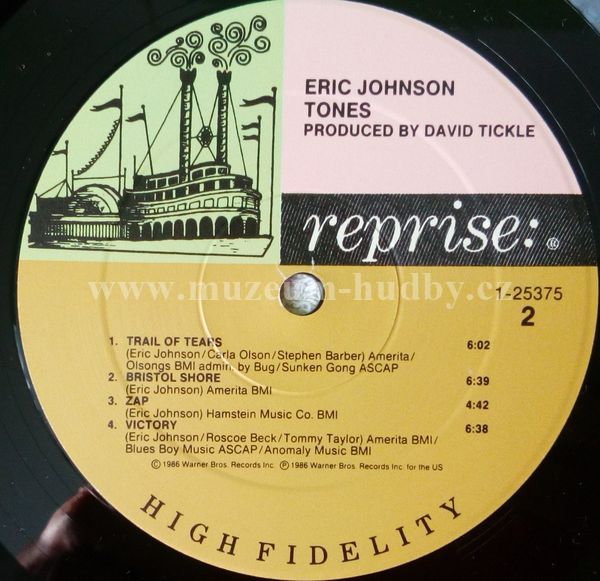 ERIC JOHNSON
TONES
PRODUCED BY DAVID TICKLE
reprise:®
www.muzeum-hudby.cz
1-25375
2
1. TRAIL OF TEARS 6:02
(Eric Johnson/Carla Olson/Stephen Barber) Amerita/
Olsongs BMI admin. by Bug/Sunken Gong ASCAP
2. BRISTOL SHORE 6:39
(Eric Johnson) Amerita BMI
3. ZAP 4:42
(Eric Johnson) Hamstein Music Co. BMI
4. VICTORY 6:38
(Eric Johnson/Roscoe Beck/Tommy Taylor) Amerita BMI/
Blues Boy Music ASCAP/Anomaly Music BMI
©1986 Warner Bros. Records Inc. ℗1986 Warner Bros. Records Inc. for the US
HIGH FIDELITY